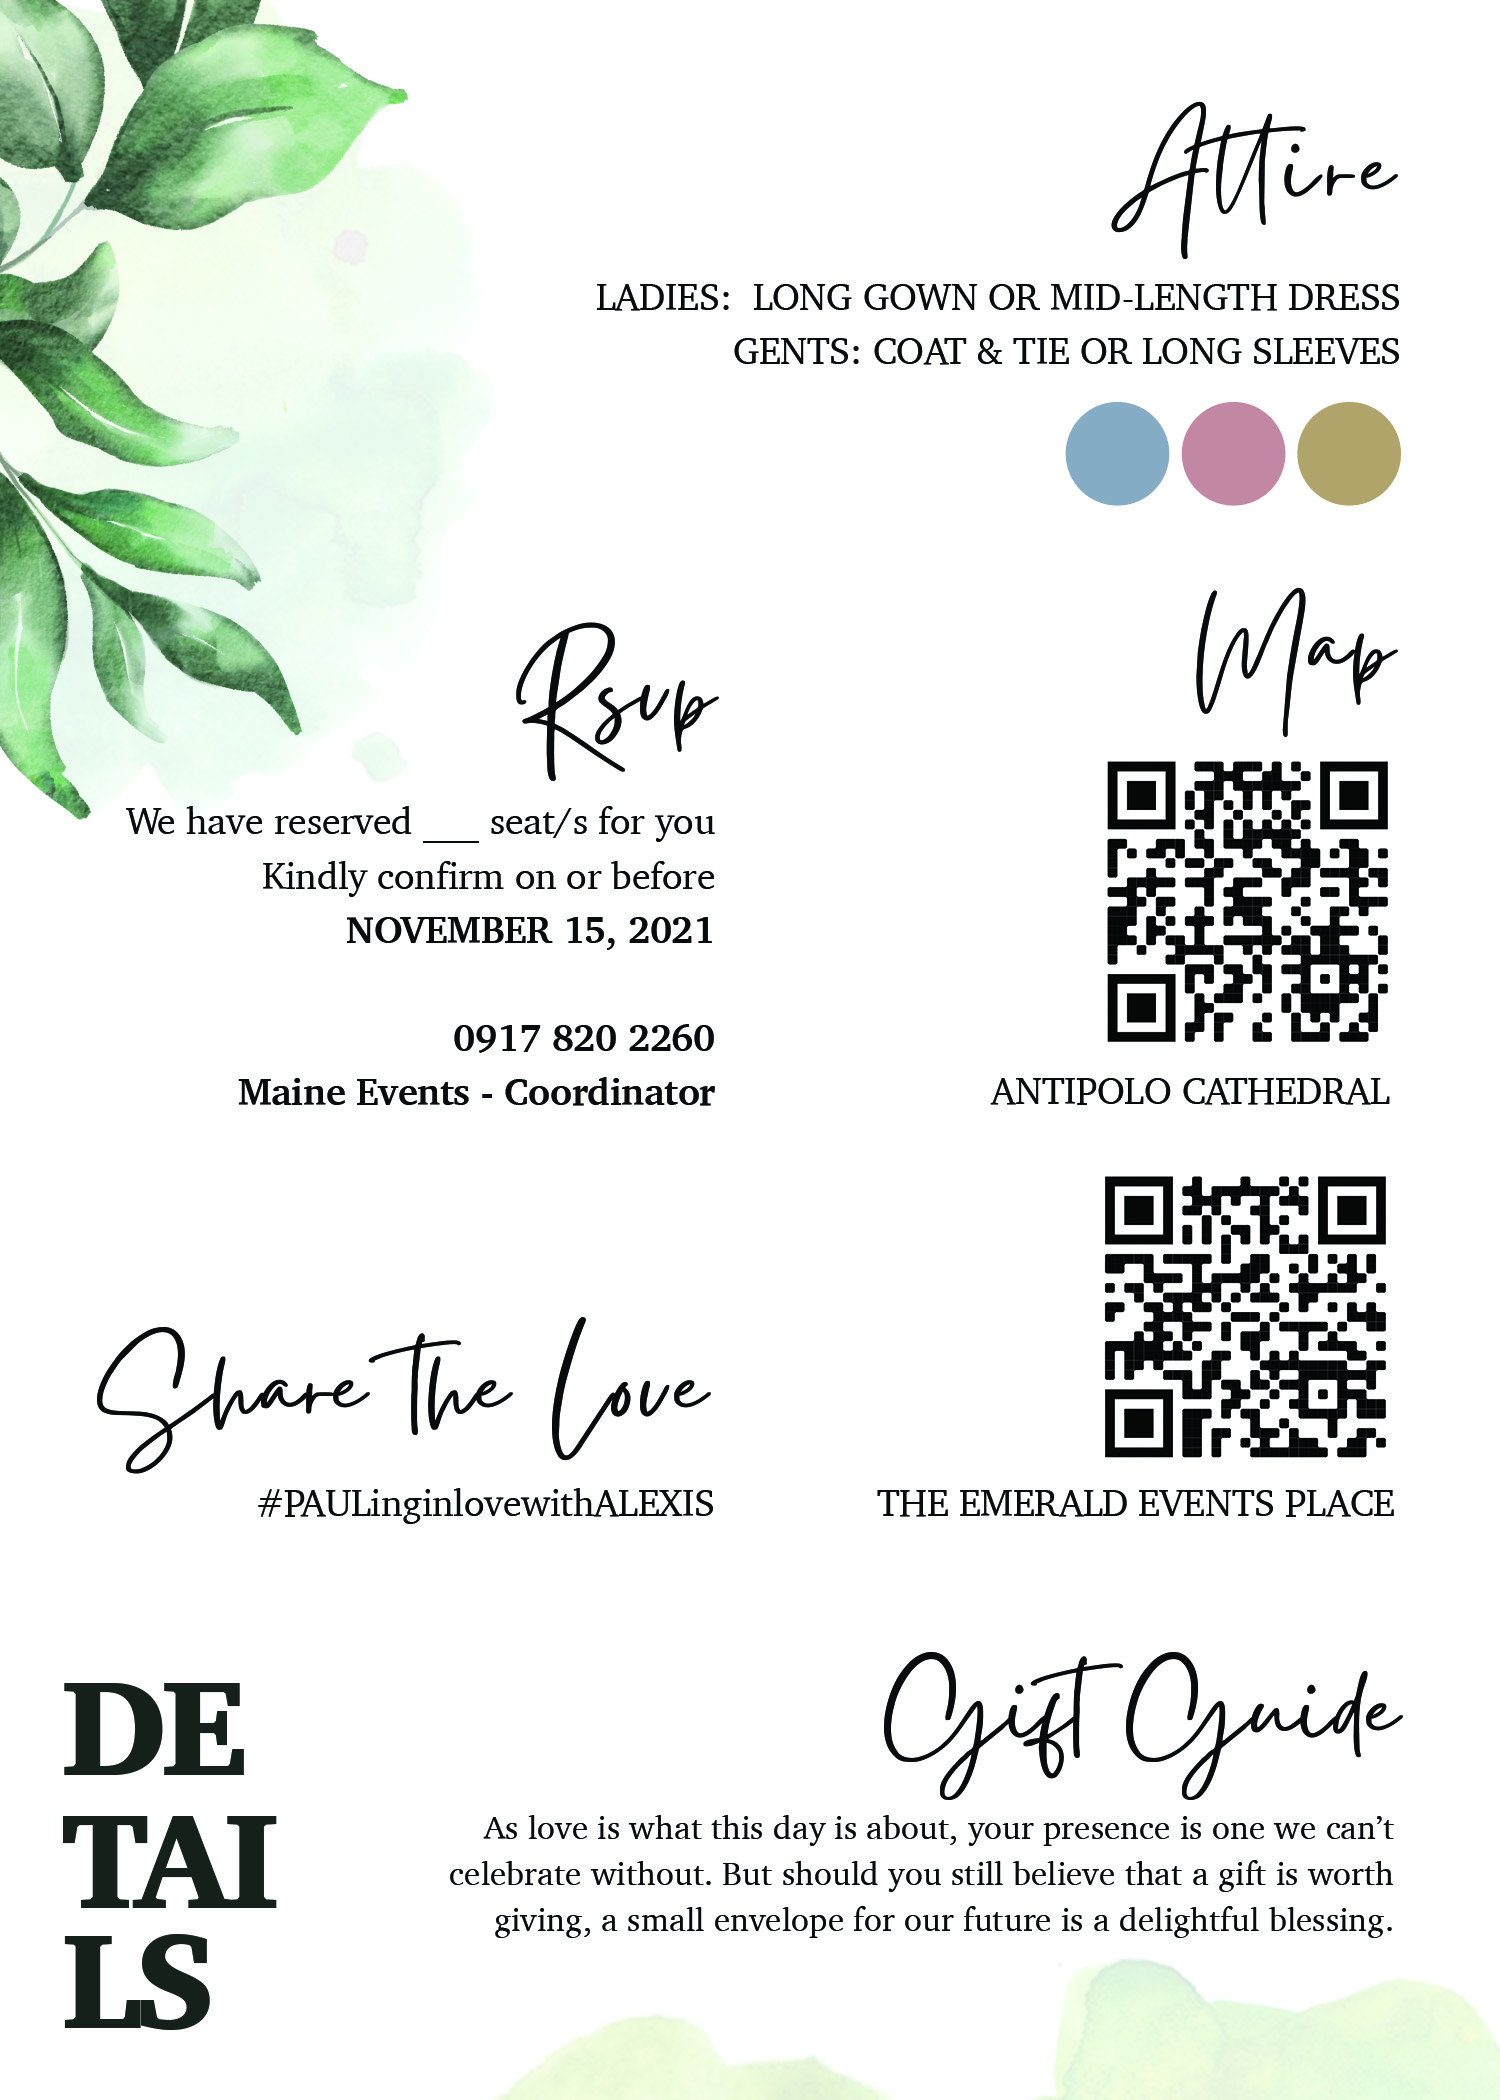 Attire
LADIES:  LONG GOWN OR MID-LENGTH DRESS
GENTS: COAT & TIE OR LONG SLEEVES
Rsvp
We have reserved ___ seat/s for you
Kindly confirm on or before
NOVEMBER 15, 2021
0917 820 2260
Maine Events - Coordinator
Map
ANTIPOLO CATHEDRAL
THE EMERALD EVENTS PLACE
Share the Love
#PAULinginlovewithALEXIS
Gift Guide
As love is what this day is about, your presence is one we can’t
celebrate without. But should you still believe that a gift is worth
giving, a small envelope for our future is a delightful blessing.
DE
TAI
LS